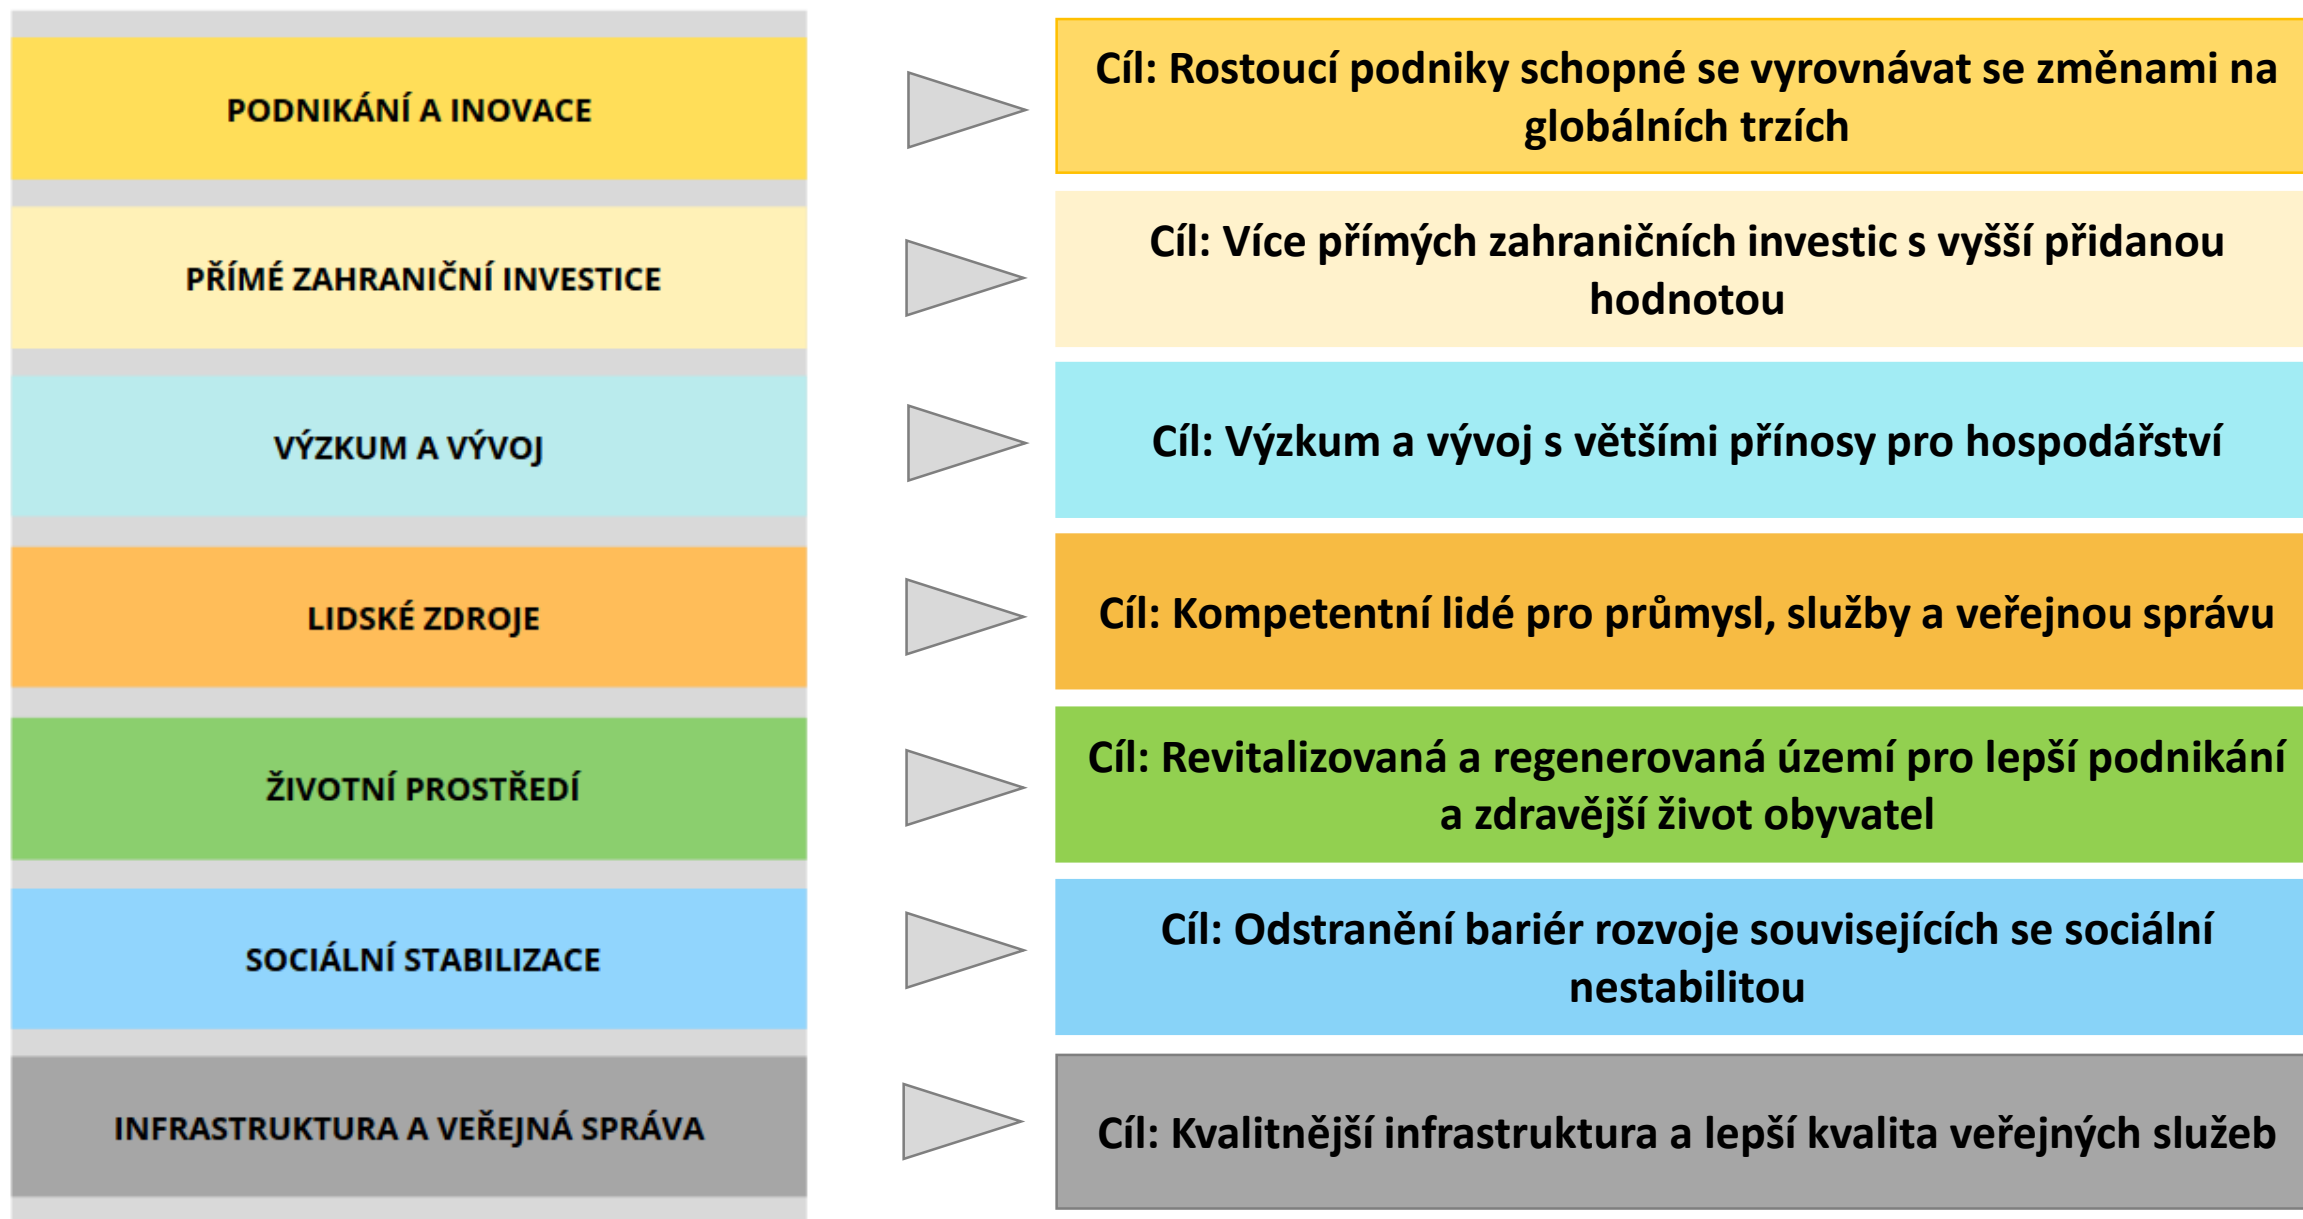 PODNIKÁNÍ A INOVACE
Cíl: Rostoucí podniky schopné se vyrovnávat se změnami na
globálních trzích
PŘÍMÉ ZAHRANIČNÍ INVESTICE
Cíl: Více přímých zahraničních investic s vyšší přidanou
hodnotou
VÝZKUM A VÝVOJ
Cíl: Výzkum a vývoj s většími přínosy pro hospodářství
LIDSKÉ ZDROJE
Cíl: Kompetentní lidé pro průmysl, služby a veřejnou správu
ŽIVOTNÍ PROSTŘEDÍ
Cíl: Revitalizovaná a regenerovaná území pro lepší podnikání
a zdravější život obyvatel
SOCIÁLNÍ STABILIZACE
Cíl: Odstranění bariér rozvoje souvisejících se sociální
nestabilitou
INFRASTRUKTURA A VEŘEJNÁ SPRÁVA
Cíl: Kvalitnější infrastruktura a lepší kvalita veřejných služeb